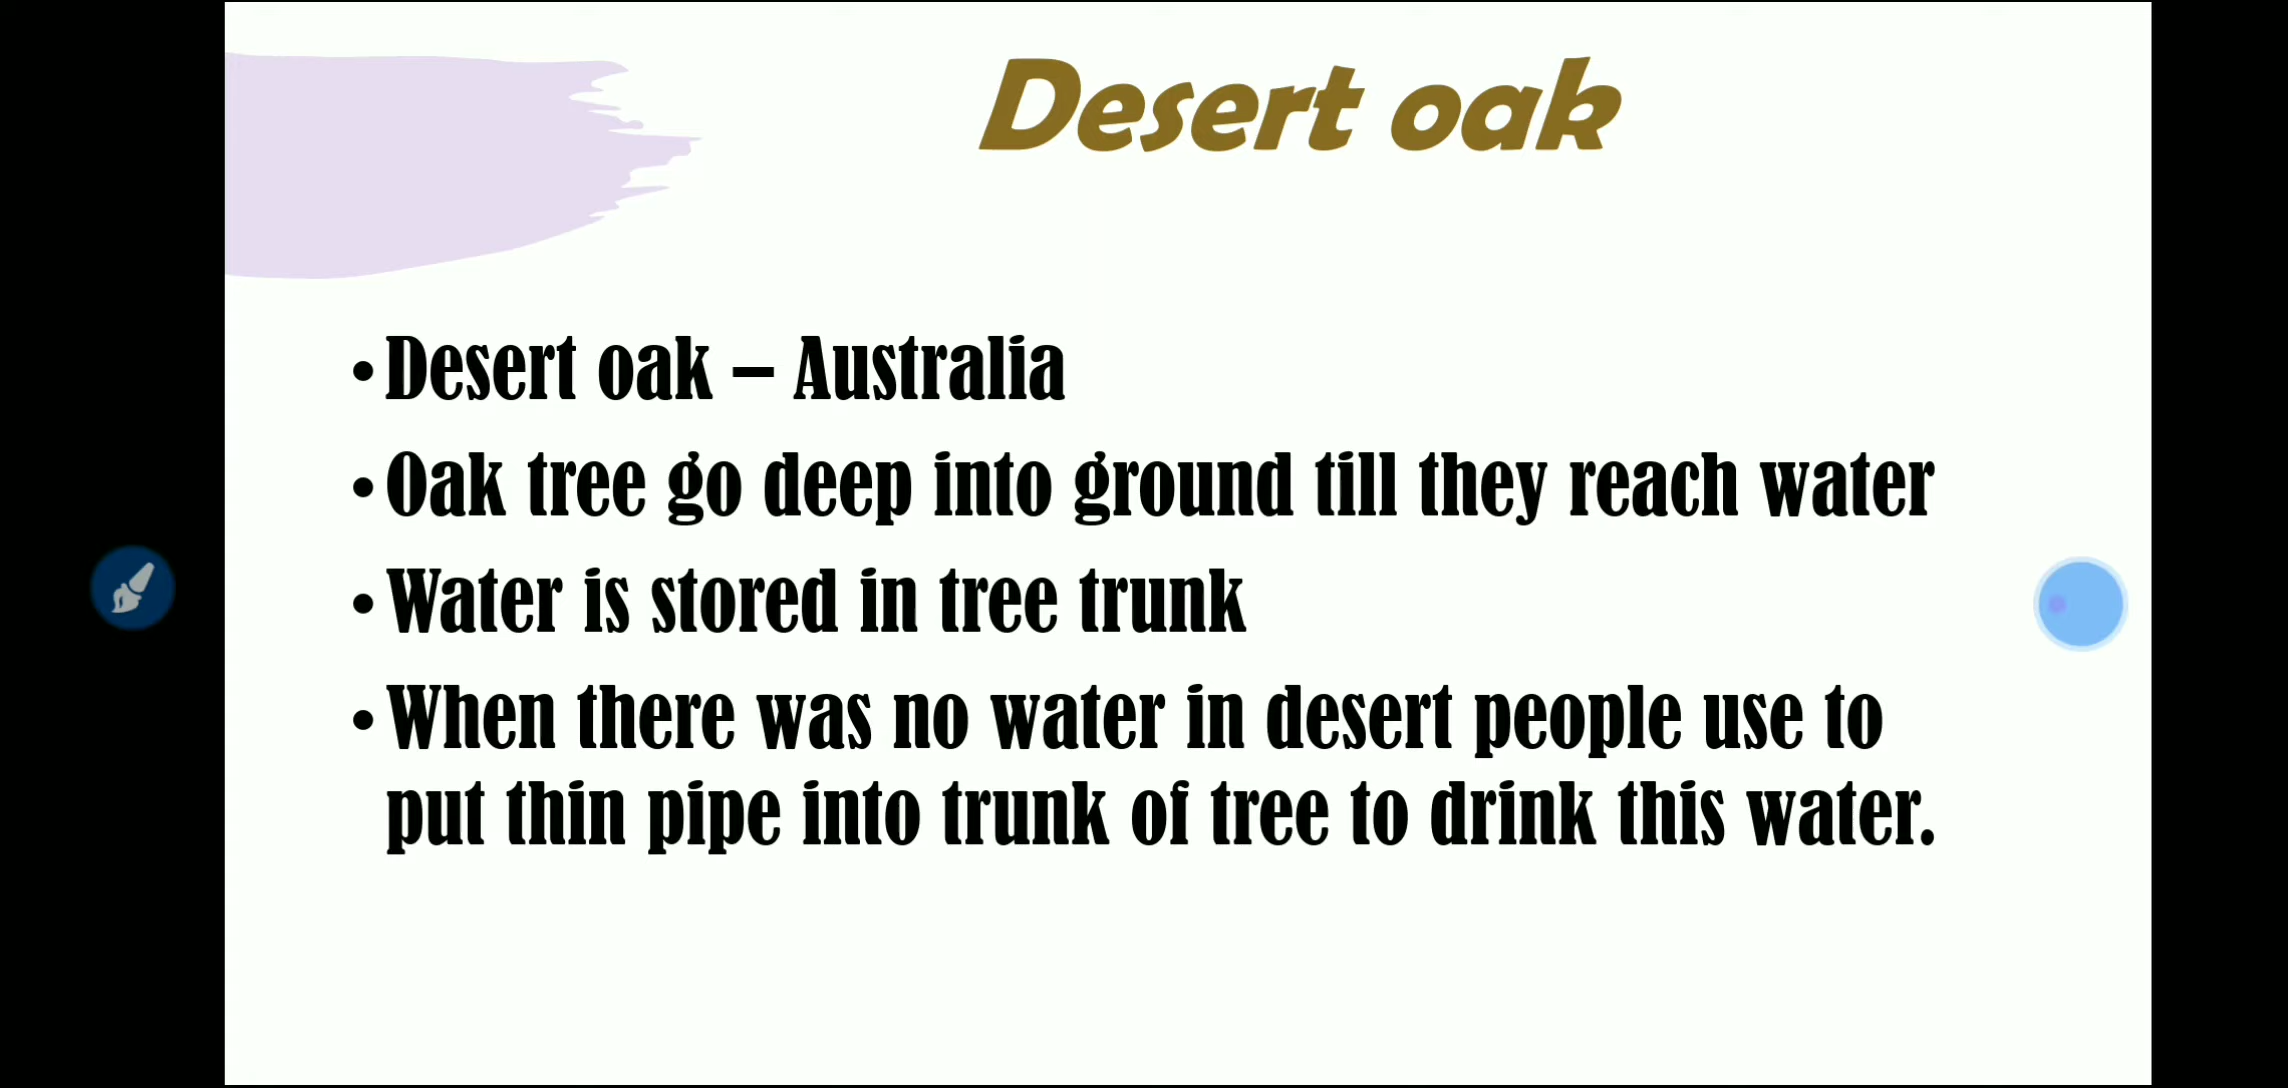 Desert oak
• Desert oak – Australia
• Oak tree go deep into ground till they reach water
• Water is stored in tree trunk
• When there was no water in desert people use to
put thin pipe into trunk of tree to drink this water.